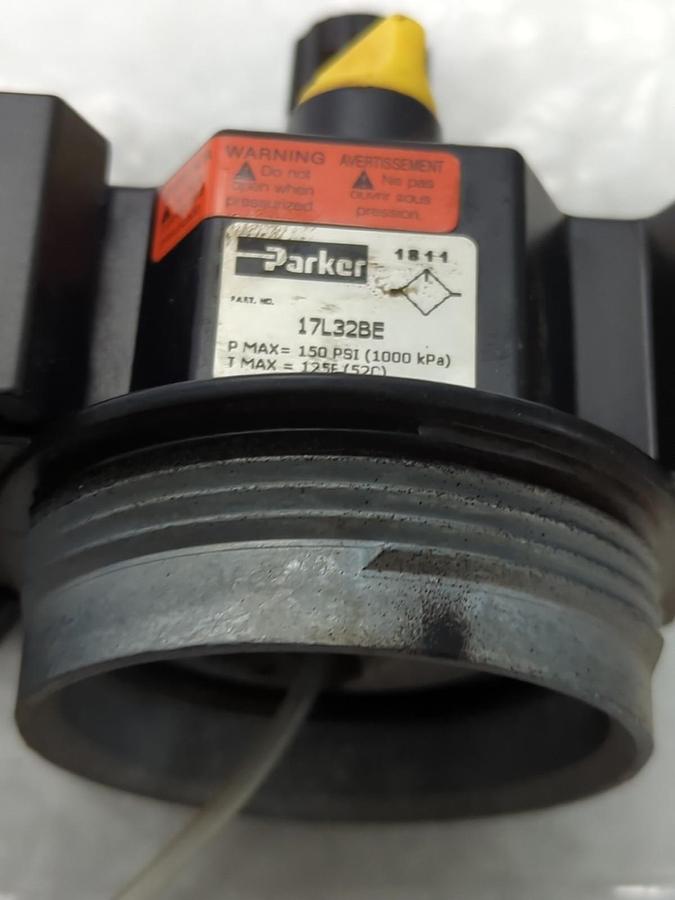 WARNING
Do not
open when
pressurized.
AVERTISSEMENT
Ne pas
ouvrir sous
pression.
Parker
1811
PART. NO.
17L32BE
P MAX= 150 PSI (1000 kPa)
T MAX = 125F (52C)